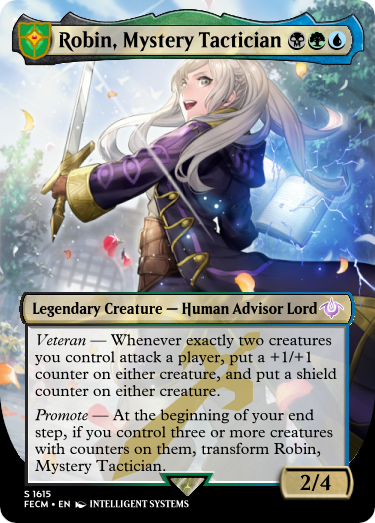 Robin, Mystery Tactician
Legendary Creature — Human Advisor Lord
Veteran — Whenever exactly two creatures
you control attack a player, put a +1/+1
counter on either creature, and put a shield
counter on either creature.
Promote — At the beginning of your end
step, if you control three or more creatures
with counters on them, transform Robin,
Mystery Tactician.
2/4
S 1615
FECM • EN INTELLIGENT SYSTEMS